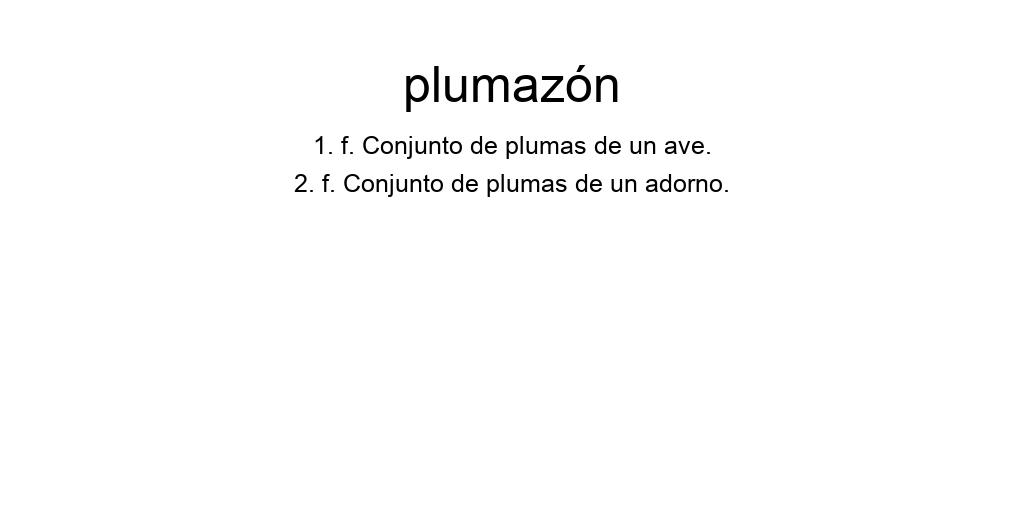 plumazón
1. f. Conjunto de plumas de un ave.
2. f. Conjunto de plumas de un adorno.